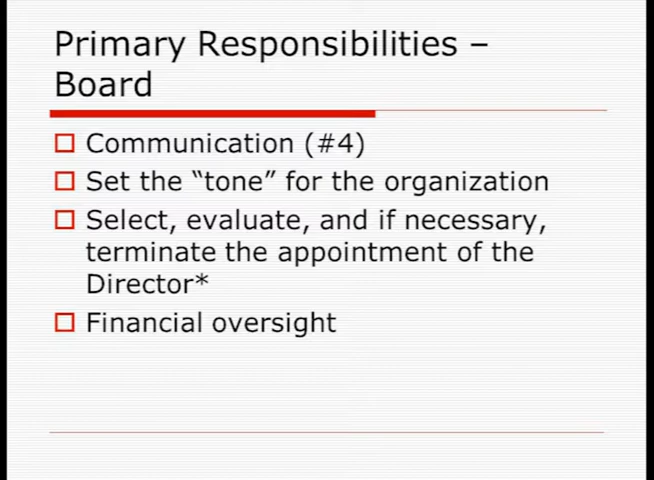 Primary Responsibilities –
Board
Communication (#4)
Set the “tone” for the organization
Select, evaluate, and if necessary,
terminate the appointment of the
Director*
Financial oversight